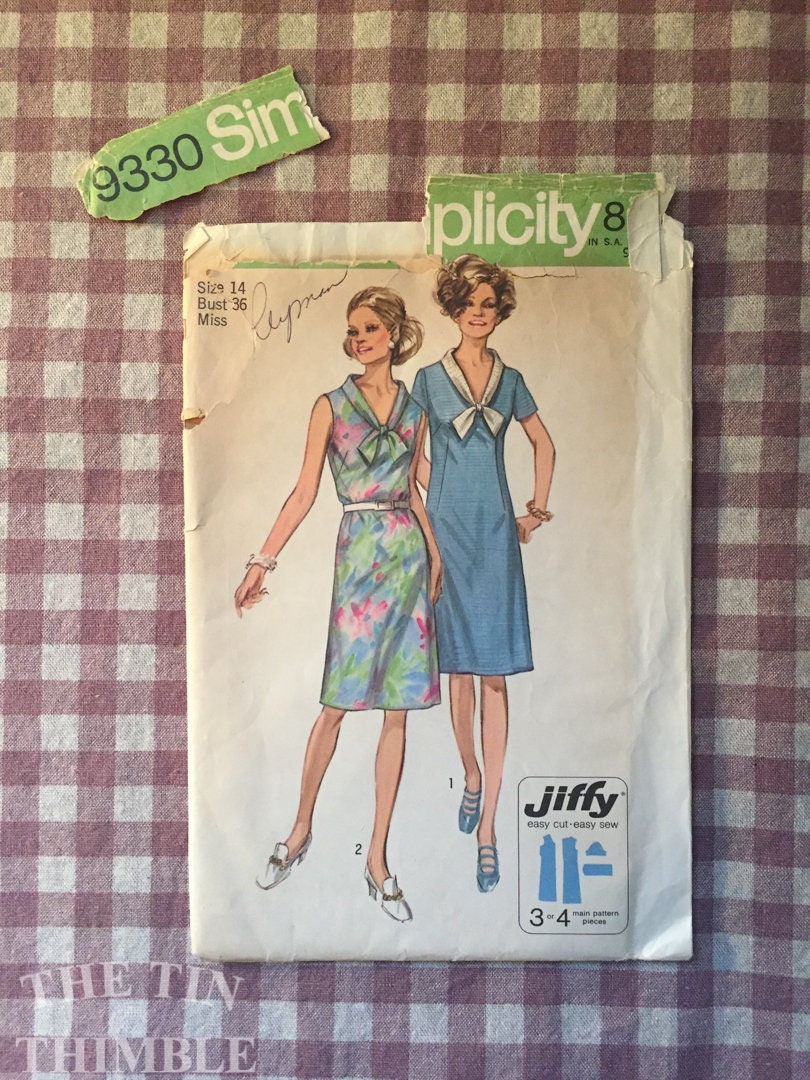 9330 Sim
plicity 8
IN S.A.
9
Size 14
Bust 36
Miss
1
2
Jiffy®
easy cut • easy sew
3 or 4 main pattern pieces
THE TIN
THIMBLE